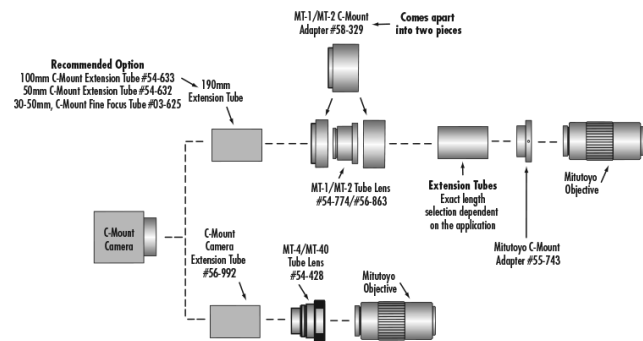 MT-1/MT-2 C-Mount
Adapter #58-329
Comes apart
into two pieces
Recommended Option
100mm C-Mount Extension Tube #54-633
50mm C-Mount Extension Tube #54-632
30-50mm, C-Mount Fine Focus Tube #03-625
190mm
Extension Tube
MT-1/MT-2 Tube Lens
#54-774/#56-863
Extension Tubes
Exact length
selection dependent
on the application
Mitutoyo
Objective
Mitutoyo C-Mount
Adapter #55-743
C-Mount
Camera
C-Mount
Camera
Extension Tube
#56-992
MT-4/MT-40
Tube Lens
#54-428
Mitutoyo
Objective